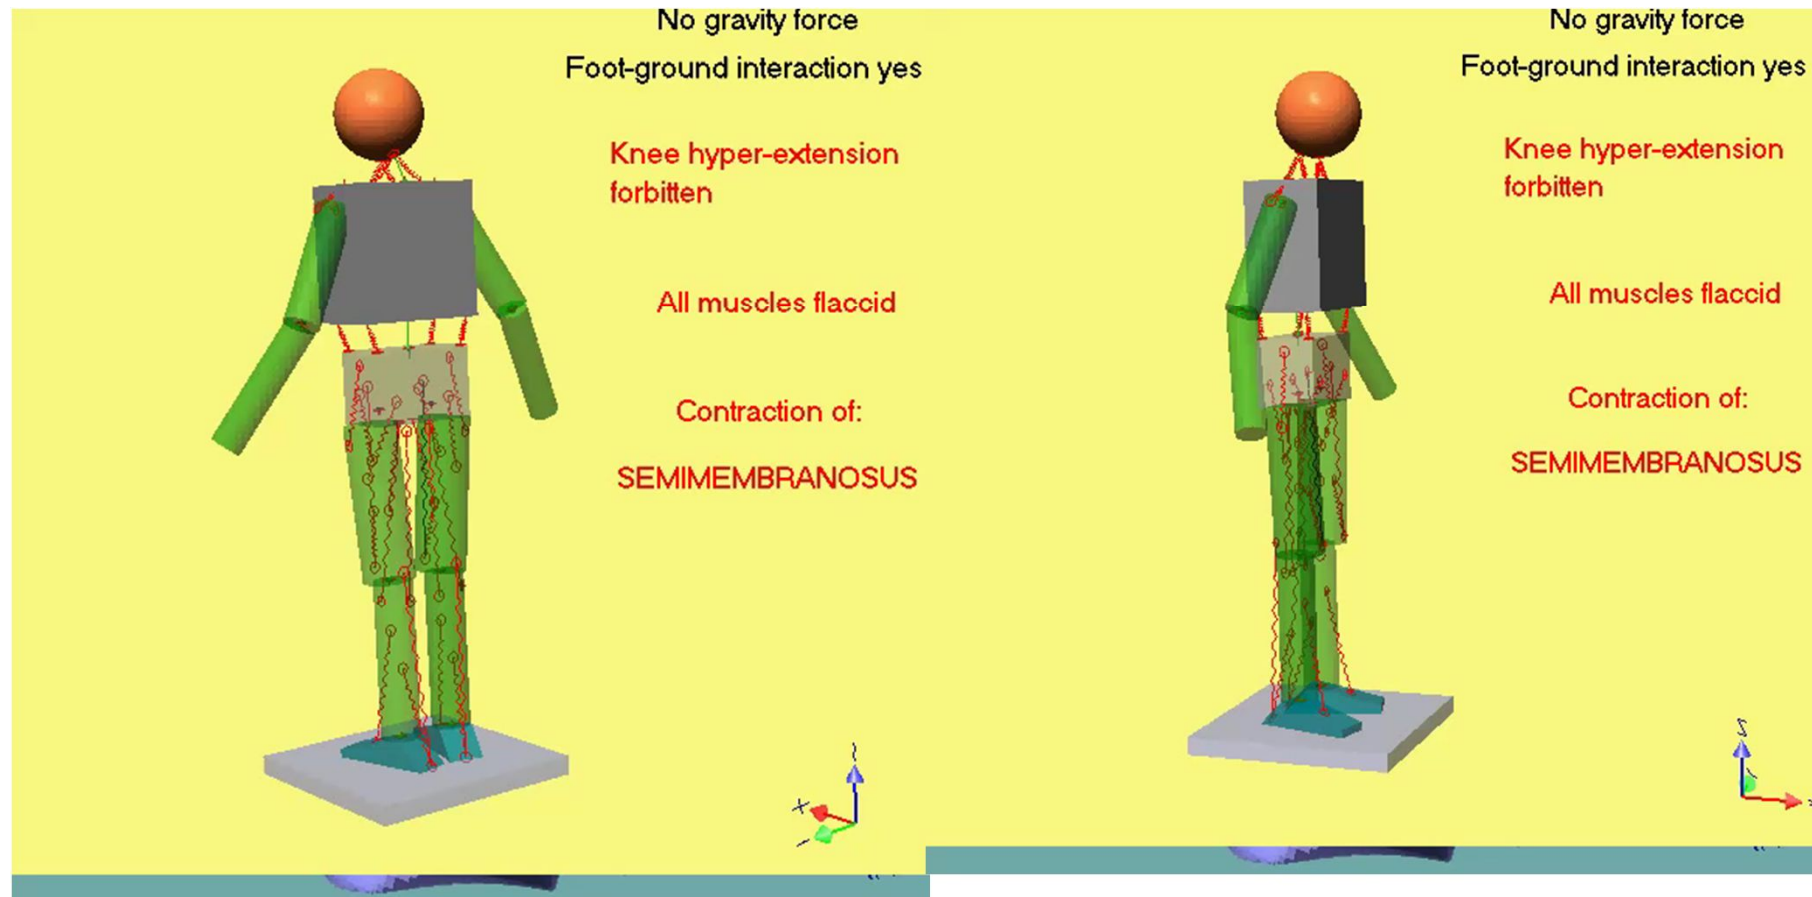 No gravity force
Foot-ground interaction yes
Knee hyper-extension
forbitten
All muscles flaccid
Contraction of:
SEMIMEMBRANOSUS
X
No gravity force
Foot-ground interaction yes
Knee hyper-extension
forbitten
All muscles flaccid
Contraction of:
SEMIMEMBRANOSUS
Z